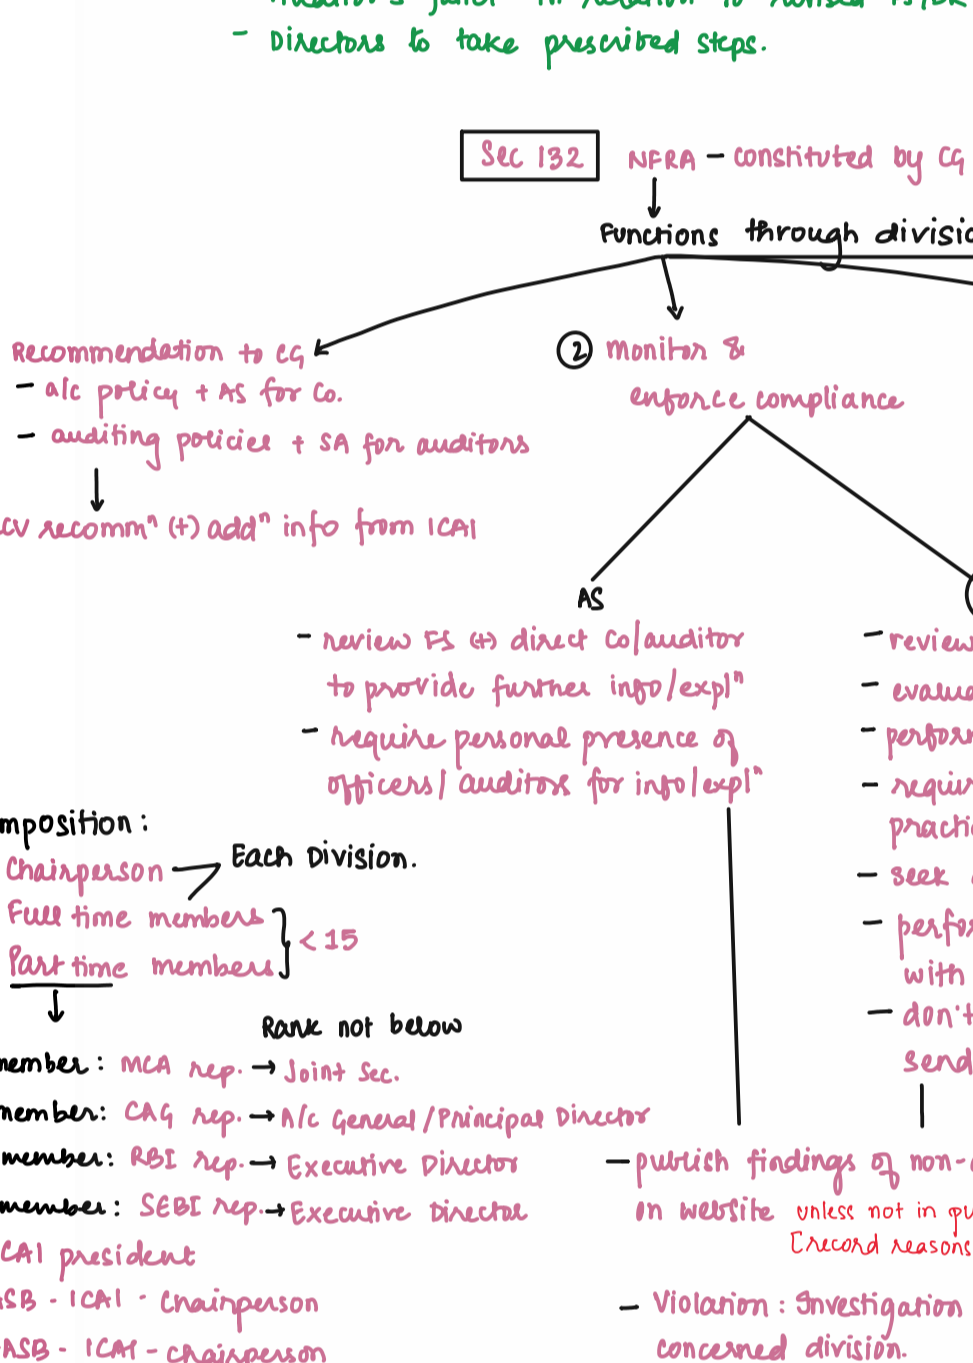 - Directors to take prescribed steps.
Sec 132 NFRA - constituted by CG
Functions through divisio
Recommendation to CG
- a/c policy + AS for Co.
- auditing policies + SA for auditors
cv recommⁿ (+) addⁿ info from ICAI
② monitor &
enforce compliance
AS
- review FS (+) direct Co/auditor
to provide further info/explⁿ
- require personal presence of
officers/ auditors for info/explⁿ
- review
- evalua
- perform
- requir
practi
- seek
- perfo
with
- don't
send
mposition:
Chairperson
Each Division.
Full time members
Part time members
< 15
Rank not below
member: MCA rep. → Joint Sec.
member: CAG rep. → A/c General/Principal Director
member: RBI rep. → Executive Director
member: SEBI rep. → Executive Director
CAI president
SB - ICAI - Chairperson
ASB - ICAI - chairperson
- publish findings of non-
on website unless not in pu
[record reasons
- Violation: Investigation
concerned division.